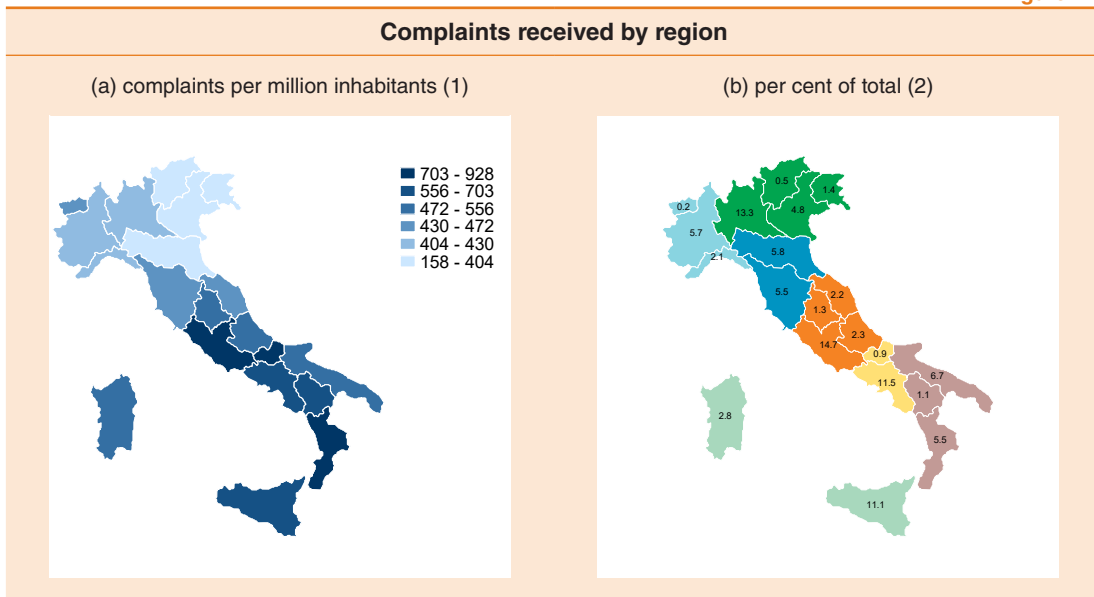 Complaints received by region
(a) complaints per million inhabitants (1)
703 - 928
556 - 703
472 - 556
430 - 472
404 - 430
158 - 404
(b) per cent of total (2)
0.5
1.4
0.2
13.3
4.8
5.7
2.1
5.8
5.5
2.2
1.3
2.3
14.7
0.9
11.5
6.7
1.1
2.8
5.5
11.1